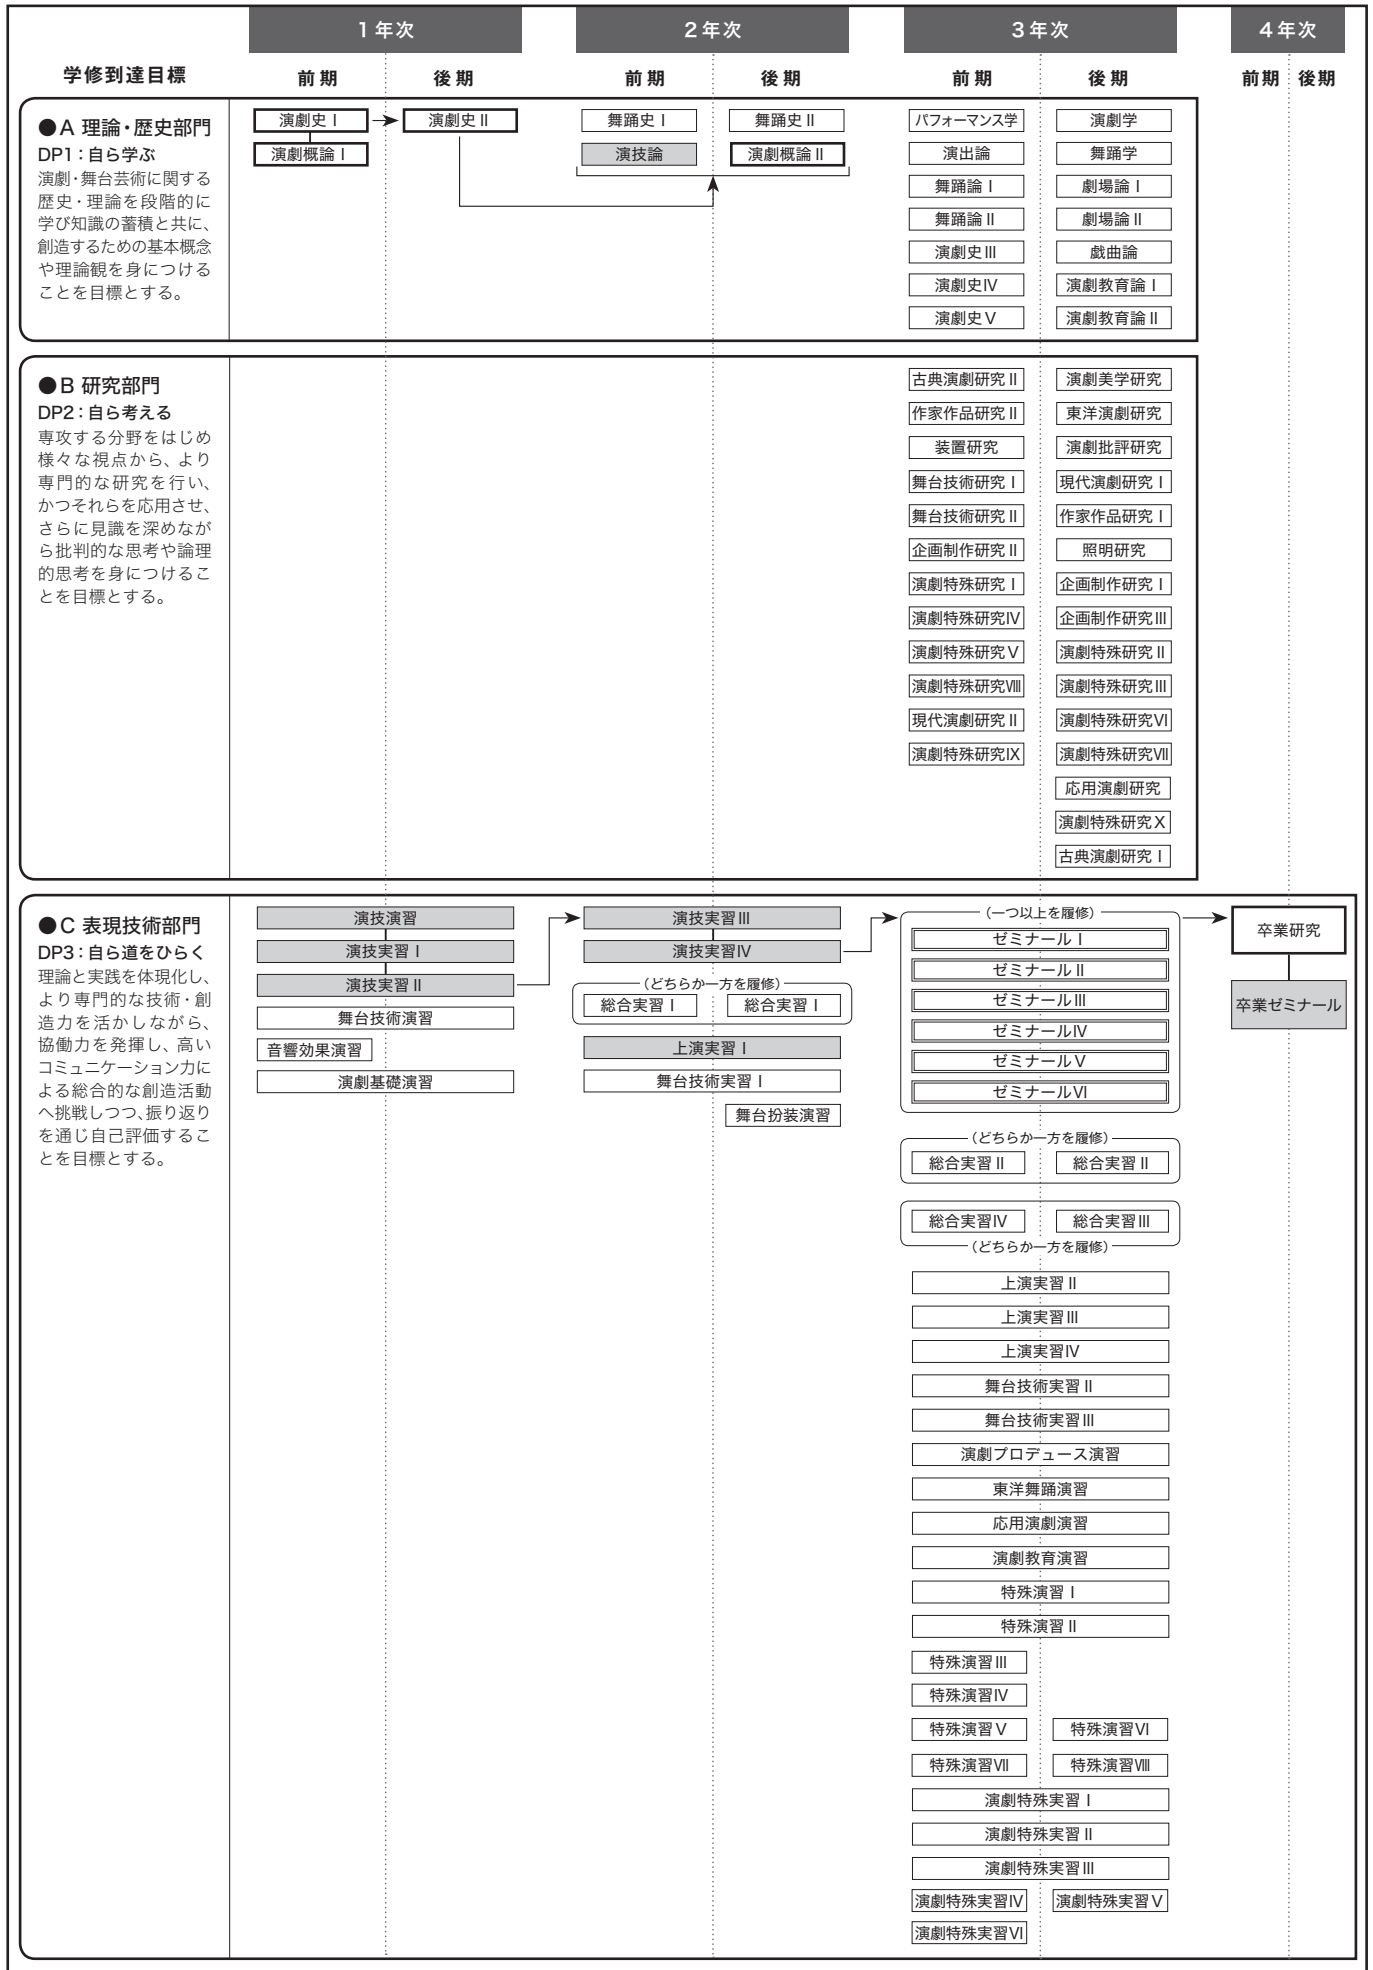 1年次 2年次 3年次 4年次
学修到達目標 前期 後期 前期 後期 前期 後期 前期 後期
●A 理論・歴史部門
DP1：自ら学ぶ
演劇・舞台芸術に関する
歴史・理論を段階的に
学び知識の蓄積と共に、
創造するための基本概念
や理論観を身につける
ことを目標とする。
演劇史Ⅰ 演劇史Ⅱ 舞踊史Ⅰ 舞踊史Ⅱ パフォーマンス学 演劇学
演劇概論Ⅰ 演技論 演劇概論Ⅱ 演出論 舞踊学
舞踊論Ⅰ 劇場論Ⅰ
舞踊論Ⅱ 劇場論Ⅱ
演劇史Ⅲ 戯曲論
演劇史Ⅳ 演劇教育論Ⅰ
演劇史Ⅴ 演劇教育論Ⅱ
●B 研究部門
DP2：自ら考える
専攻する分野をはじめ
様々な視点から、より
専門的な研究を行い、
かつそれらを応用させ、
さらに見識を深めなが
ら批判的な思考や論理
的思考を身につけるこ
とを目標とする。
古典演劇研究Ⅱ 演劇美学研究
作家作品研究Ⅱ 東洋演劇研究
装置研究 演劇批評研究
舞台技術研究Ⅰ 現代演劇研究Ⅰ
舞台技術研究Ⅱ 作家作品研究Ⅰ
企画制作研究Ⅱ 照明研究
演劇特殊研究Ⅰ 企画制作研究Ⅰ
演劇特殊研究Ⅳ 企画制作研究Ⅲ
演劇特殊研究Ⅴ 演劇特殊研究Ⅱ
演劇特殊研究Ⅷ 演劇特殊研究Ⅲ
現代演劇研究Ⅱ 演劇特殊研究Ⅵ
演劇特殊研究Ⅸ 演劇特殊研究Ⅶ
応用演劇研究
演劇特殊研究Ⅹ
古典演劇研究Ⅰ
●C 表現技術部門
DP3：自ら道をひらく
理論と実践を体現化し、
より専門的な技術・創
造力を活かしながら、
協働力を発揮し、高い
コミュニケーション力に
よる総合的な創造活動
へ挑戦しつつ、振り返り
を通じ自己評価するこ
とを目標とする。
演技演習
演技実習Ⅰ
演技実習Ⅱ
舞台技術演習
音響効果演習
演劇基礎演習
演技実習Ⅲ
演技実習Ⅳ
（どちらか一方を履修）
総合実習Ⅰ 総合実習Ⅰ
上演実習Ⅰ
舞台技術実習Ⅰ
舞台扮装演習
（一つ以上を履修）
ゼミナールⅠ
ゼミナールⅡ
ゼミナールⅢ
ゼミナールⅣ
ゼミナールⅤ
ゼミナールⅥ
（どちらか一方を履修）
総合実習Ⅱ 総合実習Ⅱ
総合実習Ⅳ 総合実習Ⅲ
（どちらか一方を履修）
上演実習Ⅱ
上演実習Ⅲ
上演実習Ⅳ
舞台技術実習Ⅱ
舞台技術実習Ⅲ
演劇プロデュース演習
東洋舞踊演習
応用演劇演習
演劇教育演習
特殊演習Ⅰ
特殊演習Ⅱ
特殊演習Ⅲ
特殊演習Ⅳ
特殊演習Ⅴ 特殊演習Ⅵ
特殊演習Ⅶ 特殊演習Ⅷ
演劇特殊実習Ⅰ
演劇特殊実習Ⅱ
演劇特殊実習Ⅲ
演劇特殊実習Ⅳ 演劇特殊実習Ⅴ
演劇特殊実習Ⅵ
卒業研究
卒業ゼミナール